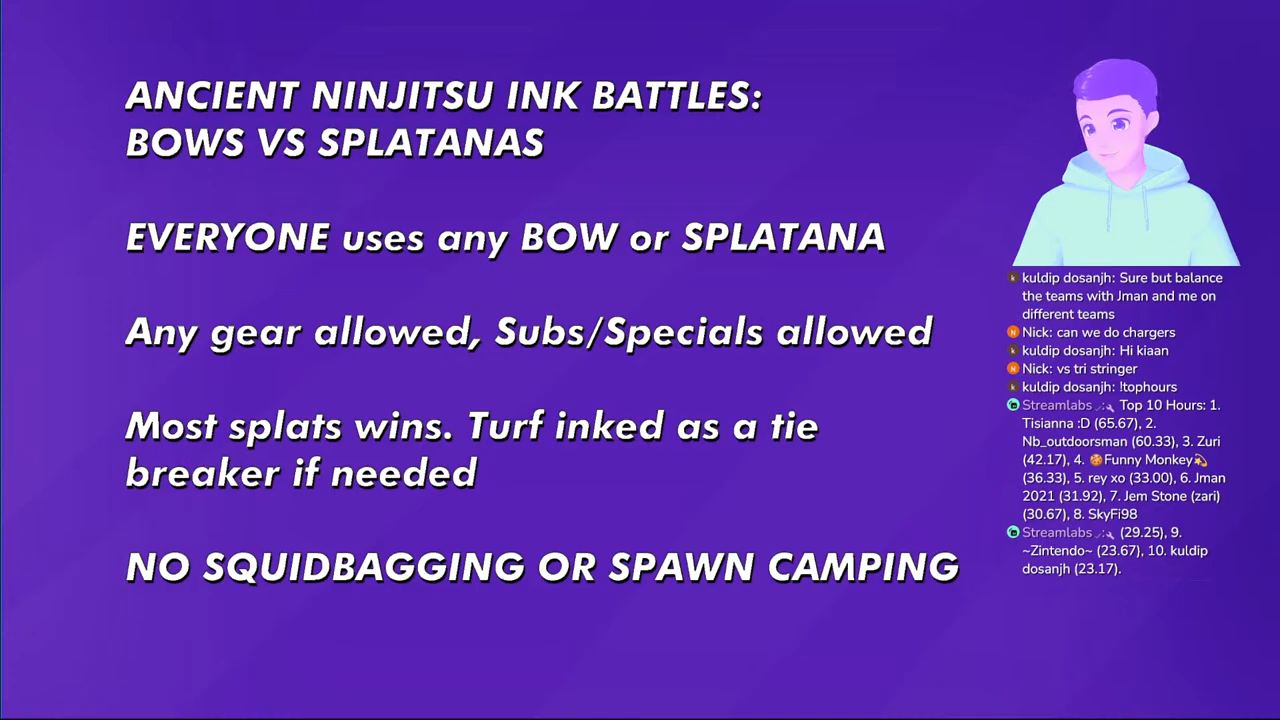 ANCIENT NINJITSU INK BATTLES:
BOWS VS SPLATANAS
EVERYONE uses any BOW or SPLATANA
Any gear allowed, Subs/Specials allowed
Most splats wins. Turf inked as a tie
breaker if needed
NO SQUIDBAGGING OR SPAWN CAMPING
kuldip dosanjh: Sure but balance
the teams with Jman and me on
different teams
Nick: can we do chargers
kuldip dosanjh: Hi kiaan
Nick: vs tri stringer
kuldip dosanjh: !tophours
Streamlabs Top 10 Hours: 1.
Tisianna :D (65.67), 2.
Nb_outdoorsman (60.33), 3. Zuri
(42.17), 4. 🍪Funny Monkey💫
(36.33), 5. rey xo (33.00), 6. Jman
2021 (31.92), 7. Jem Stone (zari)
(30.67), 8. SkyFi98
Streamlabs (29.25), 9.
~Zintendo~ (23.67), 10. kuldip
dosanjh (23.17).